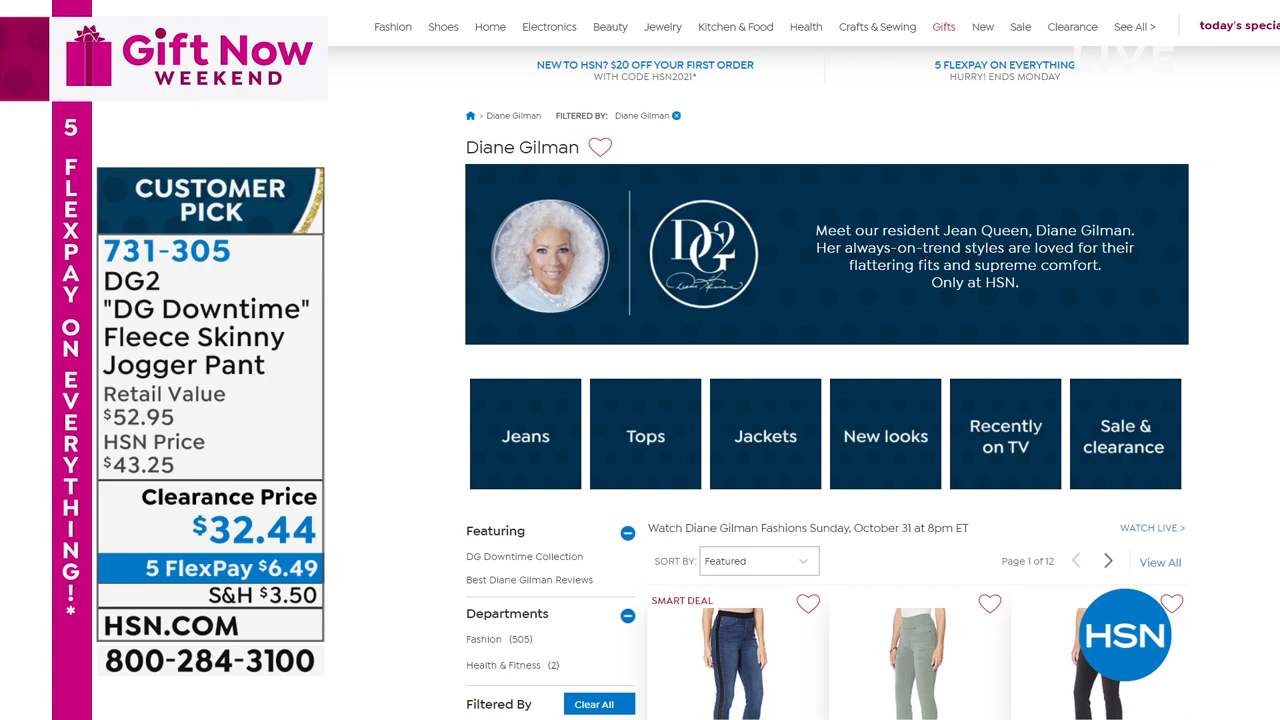 Gift Now
WEEKEND
5 FLEXPAY ON EVERYTHING!*
CUSTOMER
PICK
731-305
DG2
"DG Downtime"
Fleece Skinny
Jogger Pant
Retail Value
$52.95
HSN Price
$43.25
Clearance Price
$32.44
5 FlexPay $6.49
S&H $3.50
HSN.COM
800-284-3100
Fashion Shoes Home Electronics Beauty Jewelry Kitchen & Food Health Crafts & Sewing Gifts New Sale Clearance See All > today's specia
LIVE
NEW TO HSN? $20 OFF YOUR FIRST ORDER
WITH CODE HSN2021*
5 FLEXPAY ON EVERYTHING
HURRY! ENDS MONDAY
> Diane Gilman FILTERED BY: Diane Gilman
Diane Gilman
DG2
Diane Gilman
Meet our resident Jean Queen, Diane Gilman.
Her always-on-trend styles are loved for their
flattering fits and supreme comfort.
Only at HSN.
Jeans
Tops
Jackets
New looks
Recently
on TV
Sale &
clearance
Featuring
DG Downtime Collection
Best Diane Gilman Reviews
Departments
Fashion (505)
Health & Fitness (2)
Filtered By Clear All
Watch Diane Gilman Fashions Sunday, October 31 at 8pm ET WATCH LIVE >
SORT BY: Featured Page 1 of 12 View All
SMART DEAL
HSN